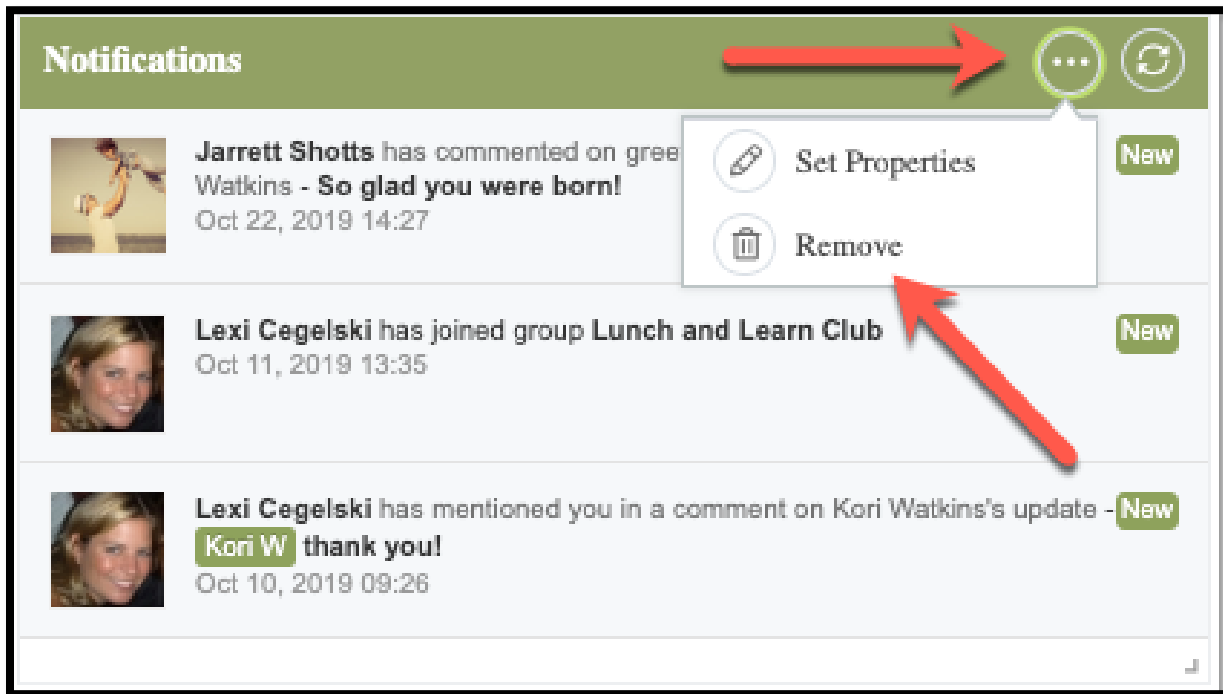 Notifications
Jarrett Shotts has commented on gree
Watkins - So glad you were born!
Oct 22, 2019 14:27
New
Set Properties
Remove
Lexi Cegelski has joined group Lunch and Learn Club
New
Oct 11, 2019 13:35
Lexi Cegelski has mentioned you in a comment on Kori Watkins's update - New
Kori W thank you!
Oct 10, 2019 09:26